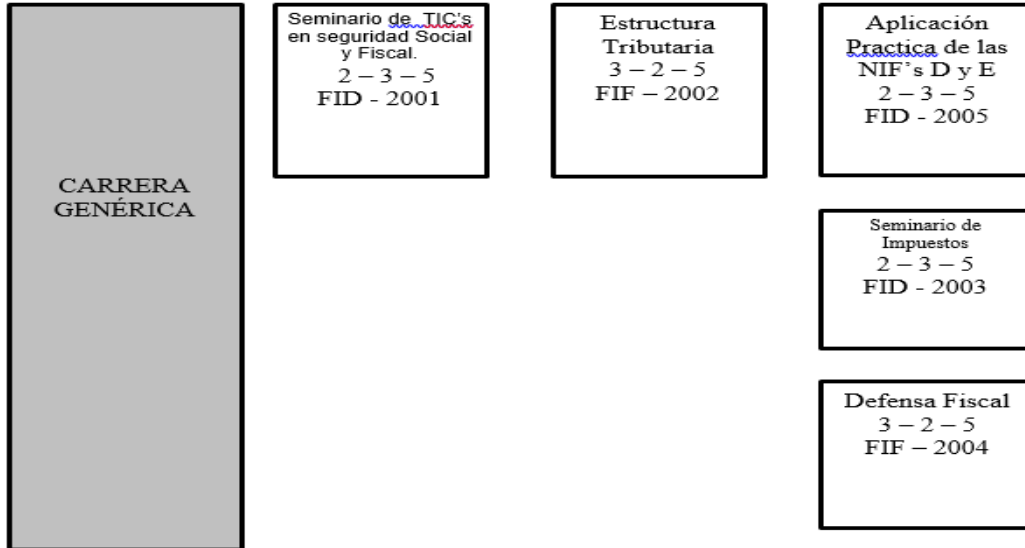 CARRERA
GENÉRICA
Seminario de TIC's
en seguridad Social
y Fiscal.
2 – 3 – 5
FID - 2001
Estructura
Tributaria
3 – 2 – 5
FIF – 2002
Aplicación
Practica de las
NIF's D y E
2 – 3 – 5
FID - 2005
Seminario de
Impuestos
2 – 3 – 5
FID - 2003
Defensa Fiscal
3 – 2 – 5
FIF – 2004